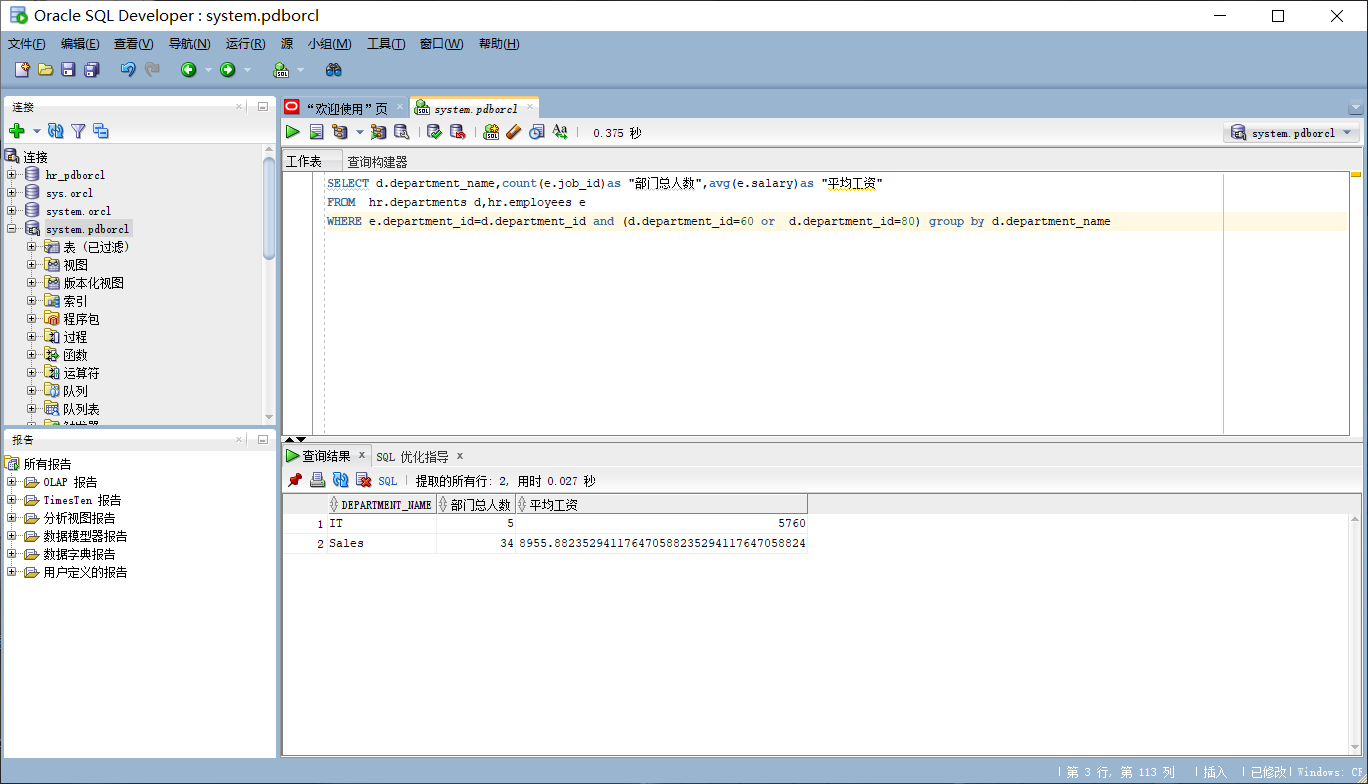 Oracle SQL Developer : system.pdborcl
文件(F) 编辑(E) 查看(V) 导航(N) 运行(R) 源 小组(M) 工具(T) 窗口(W) 帮助(H)
连接
连接
hr_pdborcl
sys.orcl
system.orcl
system.pdborcl
表 (已过滤)
视图
版本化视图
索引
程序包
过程
函数
运算符
队列
队列表
报告
所有报告
OLAP 报告
TimesTen 报告
分析视图报告
数据模型器报告
数据字典报告
用户定义的报告
“欢迎使用”页 system.pdborcl
0.375 秒 system.pdborcl
工作表 查询构建器
SELECT d.department_name,count(e.job_id)as "部门总人数",avg(e.salary)as "平均工资"
FROM hr.departments d,hr.employees e
WHERE e.department_id=d.department_id and (d.department_id=60 or d.department_id=80) group by d.department_name
查询结果 x SQL 优化指导 x
SQL 提取的所有行: 2, 用时 0.027 秒
DEPARTMENT_NAME 部门总人数 平均工资
1 IT 5 5760
2 Sales 34 8955.88235294117647058823529411764705882​4
第 3 行, 第 113 列 插入 已修改 Windows: